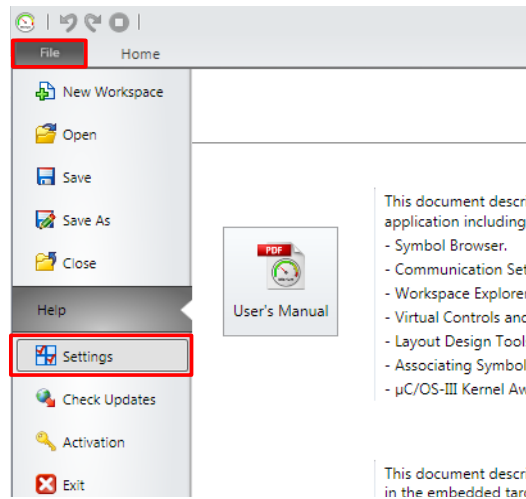 File Home
New Workspace
Open
Save
Save As
Close
Help
Settings
Check Updates
Activation
Exit
PDF
User's Manual
This document descr
application including
- Symbol Browser.
- Communication Set
- Workspace Explorer
- Virtual Controls and
- Layout Design Tool
- Associating Symbol
- µC/OS-III Kernel Aw
This document descr
in the embedded targ